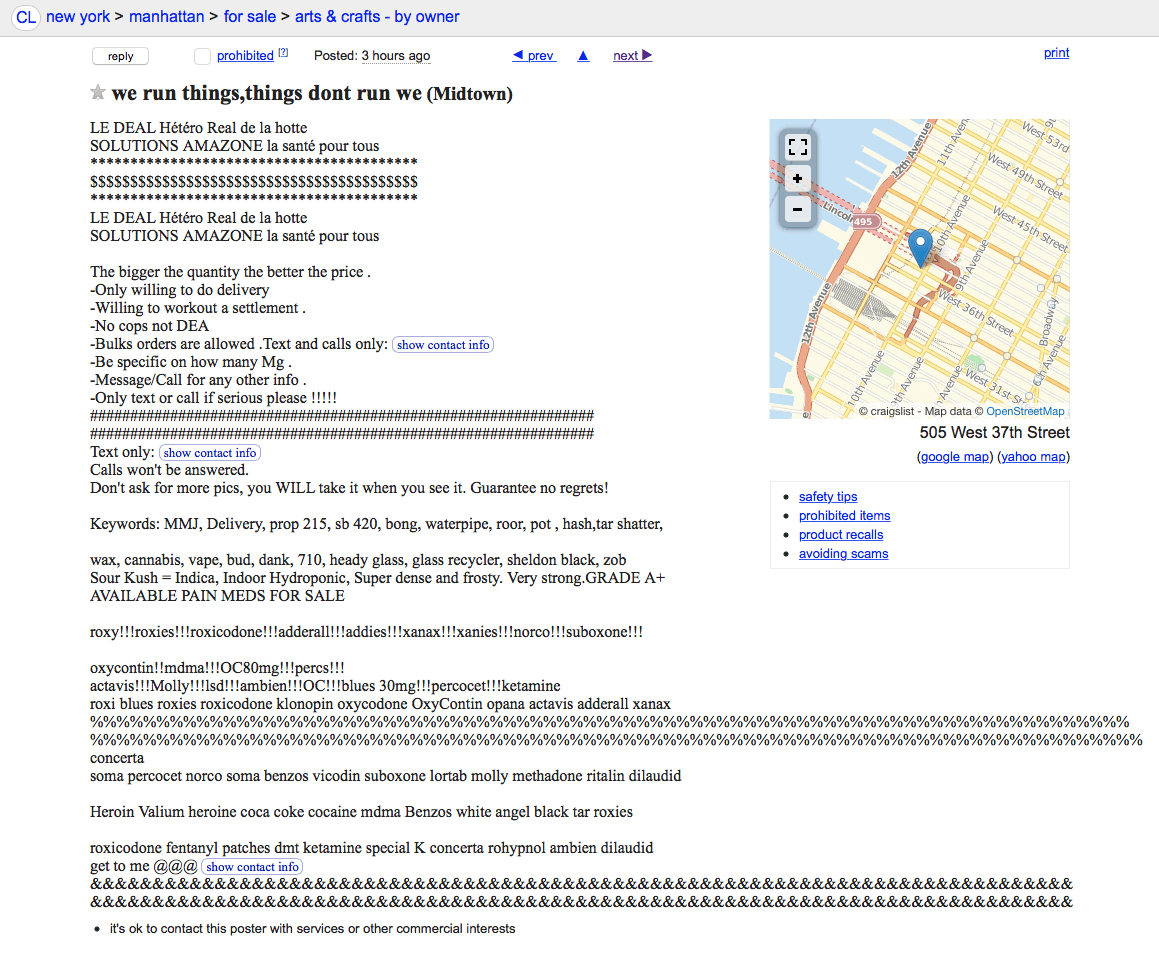 CL new york > manhattan > for sale > arts & crafts - by owner
reply prohibited [?] Posted: 3 hours ago ◀ prev ▲ next ▶ print
we run things,things dont run we (Midtown)
LE DEAL Hétéro Real de la hotte
SOLUTIONS AMAZONE la santé pour tous
*****************************************
$$$$$$$$$$$$$$$$$$$$$$$$$$$$$$$$$$$$$$$$$
*****************************************
LE DEAL Hétéro Real de la hotte
SOLUTIONS AMAZONE la santé pour tous
The bigger the quantity the better the price .
-Only willing to do delivery
-Willing to workout a settlement .
-No cops not DEA
-Bulks orders are allowed .Text and calls only: show contact info
-Be specific on how many Mg .
-Message/Call for any other info .
-Only text or call if serious please !!!!!
###############################################################
###############################################################
Text only: show contact info
Calls won't be answered.
Don't ask for more pics, you WILL take it when you see it. Guarantee no regrets!
Keywords: MMJ, Delivery, prop 215, sb 420, bong, waterpipe, roor, pot , hash,tar shatter,
wax, cannabis, vape, bud, dank, 710, heady glass, glass recycler, sheldon black, zob
Sour Kush = Indica, Indoor Hydroponic, Super dense and frosty. Very strong.GRADE A+
AVAILABLE PAIN MEDS FOR SALE
roxy!!!roxies!!!roxicodone!!!adderall!!!addies!!!xanax!!!xanies!!!norco!!!suboxone!!!
oxycontin!!mdma!!!OC80mg!!!percs!!!
actavis!!!Molly!!!lsd!!!ambien!!!OC!!!blues 30mg!!!percocet!!!ketamine
roxi blues roxies roxicodone klonopin oxycodone OxyContin opana actavis adderall xanax
%%%%%%%%%%%%%%%%%%%%%%%%%%%%%%%%%%%%%%%%%%%%%%%%%%%%%%%%%%%%%%%%%%%%%%%%%%%%%%
%%%%%%%%%%%%%%%%%%%%%%%%%%%%%%%%%%%%%%%%%%%%%%%%%%%%%%%%%%%%%%%%%%%%%%%%%%%%%%%
concerta
soma percocet norco soma benzos vicodin suboxone lortab molly methadone ritalin dilaudid
Heroin Valium heroine coca coke cocaine mdma Benzos white angel black tar roxies
roxicodone fentanyl patches dmt ketamine special K concerta rohypnol ambien dilaudid
get to me @@@ show contact info
&&&&&&&&&&&&&&&&&&&&&&&&&&&&&&&&&&&&&&&&&&&&&&&&&&&&&&&&&&&&&&&&&&&&&&&&&&&
&&&&&&&&&&&&&&&&&&&&&&&&&&&&&&&&&&&&&&&&&&&&&&&&&&&&&&&&&&&&&&&&&&&&&&&&&&&
it's ok to contact this poster with services or other commercial interests
+
−
12th Avenue
11th Aven
West 53rd
West 49th Street
Lincoln
495
10th Avenue
West 45th Street
9th Avenue
12th Avenue
West 36th Street
Broadway
10th Avenue
9th Avenue
West 31st S
6th Avenue
© craigslist - Map data © OpenStreetMap
505 West 37th Street
(google map) (yahoo map)
safety tips
prohibited items
product recalls
avoiding scams